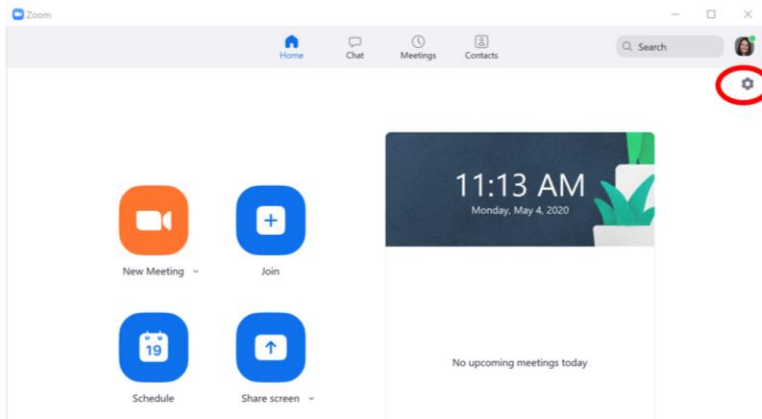 Zoom
Home
Chat
Meetings
Contacts
Search
11:13 AM
Monday, May 4, 2020
New Meeting
Join
19
Schedule
Share screen
No upcoming meetings today